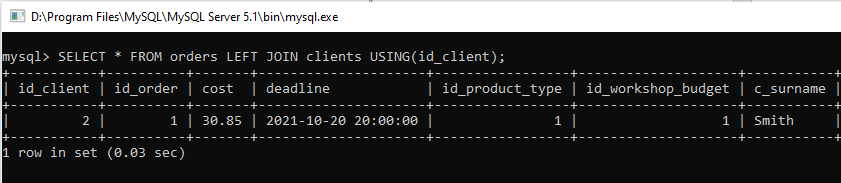 D:\Program Files\MySQL\MySQL Server 5.1\bin\mysql.exe
mysql> SELECT * FROM orders LEFT JOIN clients USING(id_client);
+-----------+----------+-------+---------------------+-----------------+--------------------+-----------+
| id_client | id_order | cost  | deadline            | id_product_type | id_workshop_budget | c_surname |
+-----------+----------+-------+---------------------+-----------------+--------------------+-----------+
|         2 |        1 | 30.85 | 2021-10-20 20:00:00 |               1 |                  1 | Smith     |
+-----------+----------+-------+---------------------+-----------------+--------------------+-----------+
1 row in set (0.03 sec)